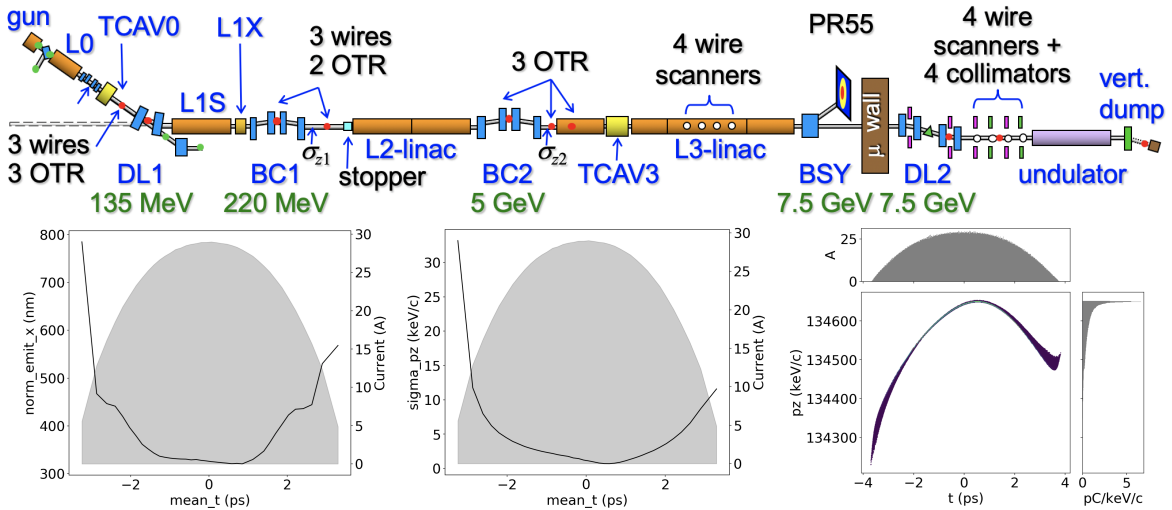 gun
L0
TCAV0
L1X
3 wires
2 OTR
3 OTR
4 wire
scanners
PR55
4 wire
scanners +
4 collimators
vert.
dump
L1S
σz1
L2-linac
σz2
L3-linac
μ wall
3 wires
3 OTR
DL1
BC1
stopper
BC2
TCAV3
BSY
DL2
undulator
135 MeV
220 MeV
5 GeV
7.5 GeV
7.5 GeV
800
700
600
500
400
300
norm_emit_x (nm)
30
25
20
15
10
5
0
Current (A)
−2
0
2
mean_t (ps)
30
25
20
15
10
5
0
sigma_pz (keV/c)
30
25
20
15
10
5
0
Current (A)
−2
0
2
mean_t (ps)
25
0
A
134600
134500
134400
134300
pz (keV/c)
−4
−2
0
2
4
t (ps)
0
5
pC/keV/c